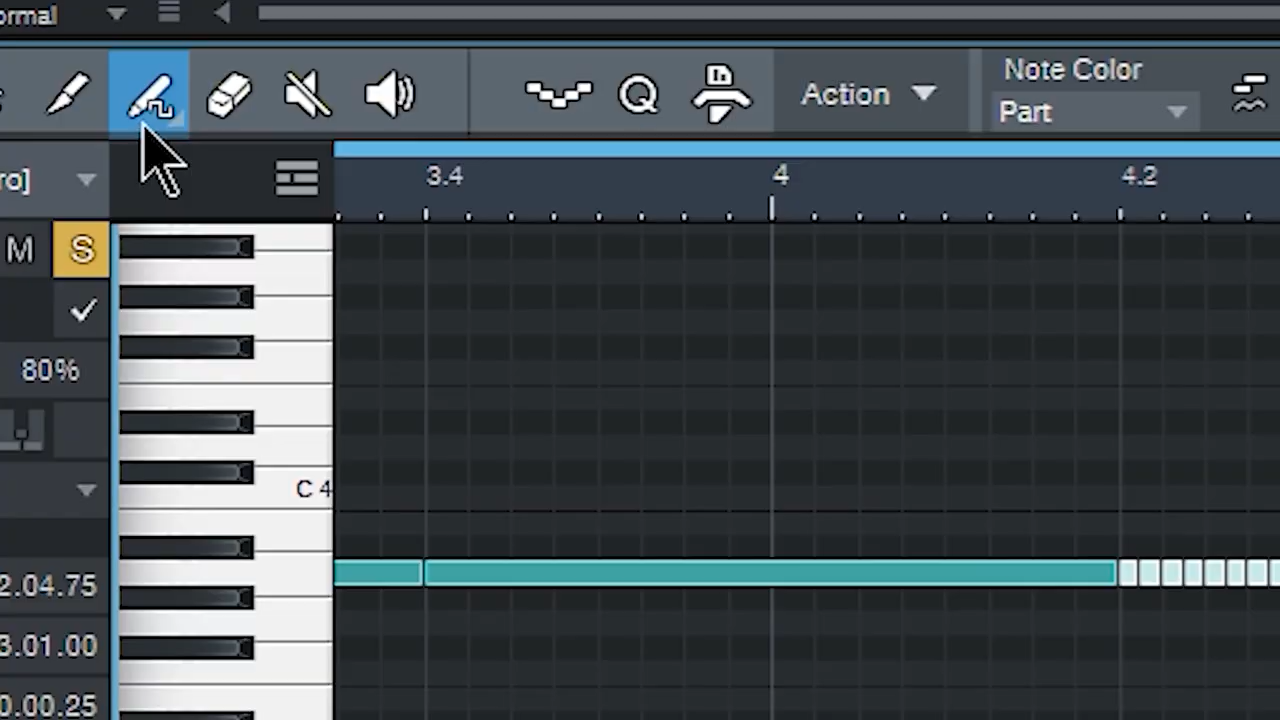 ormal
Note Color
Action
Part
ro]
3.4
4
4.2
M
S
80%
C 4
2.04.75
3.01.00
0.00.25